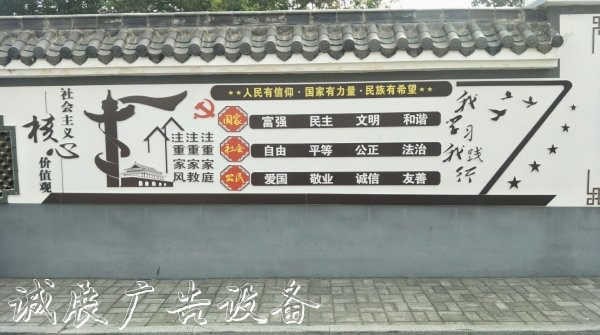 社会主义
核心
价值观
注重家庭
注重家教
注重家风
★★人民有信仰·国家有力量·民族有希望★★
国家 富强 民主 文明 和谐
社会 自由 平等 公正 法治
公民 爱国 敬业 诚信 友善
我学习
我践行
诚展广告设备